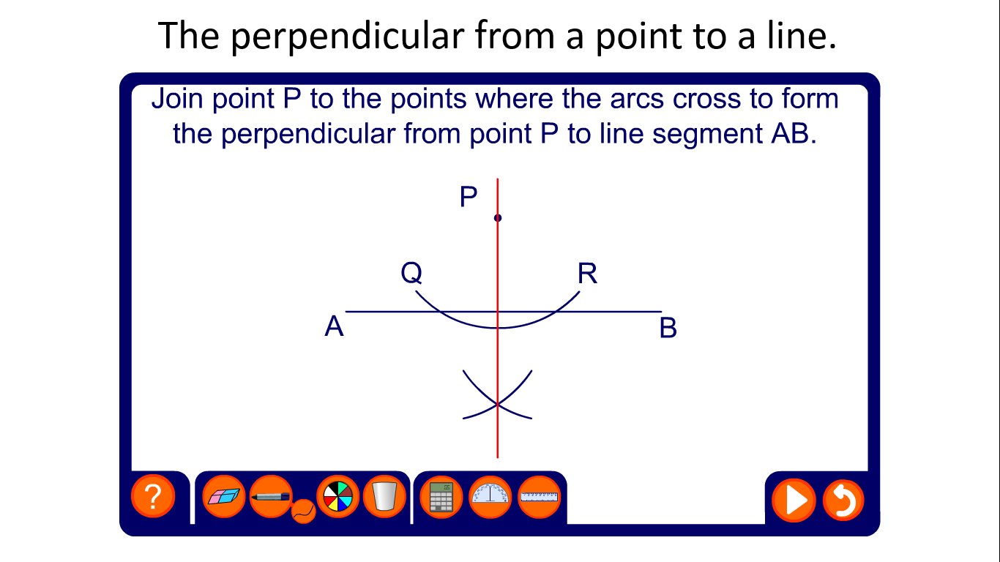 The perpendicular from a point to a line.
Join point P to the points where the arcs cross to form
the perpendicular from point P to line segment AB.
P
Q
R
A
B
?